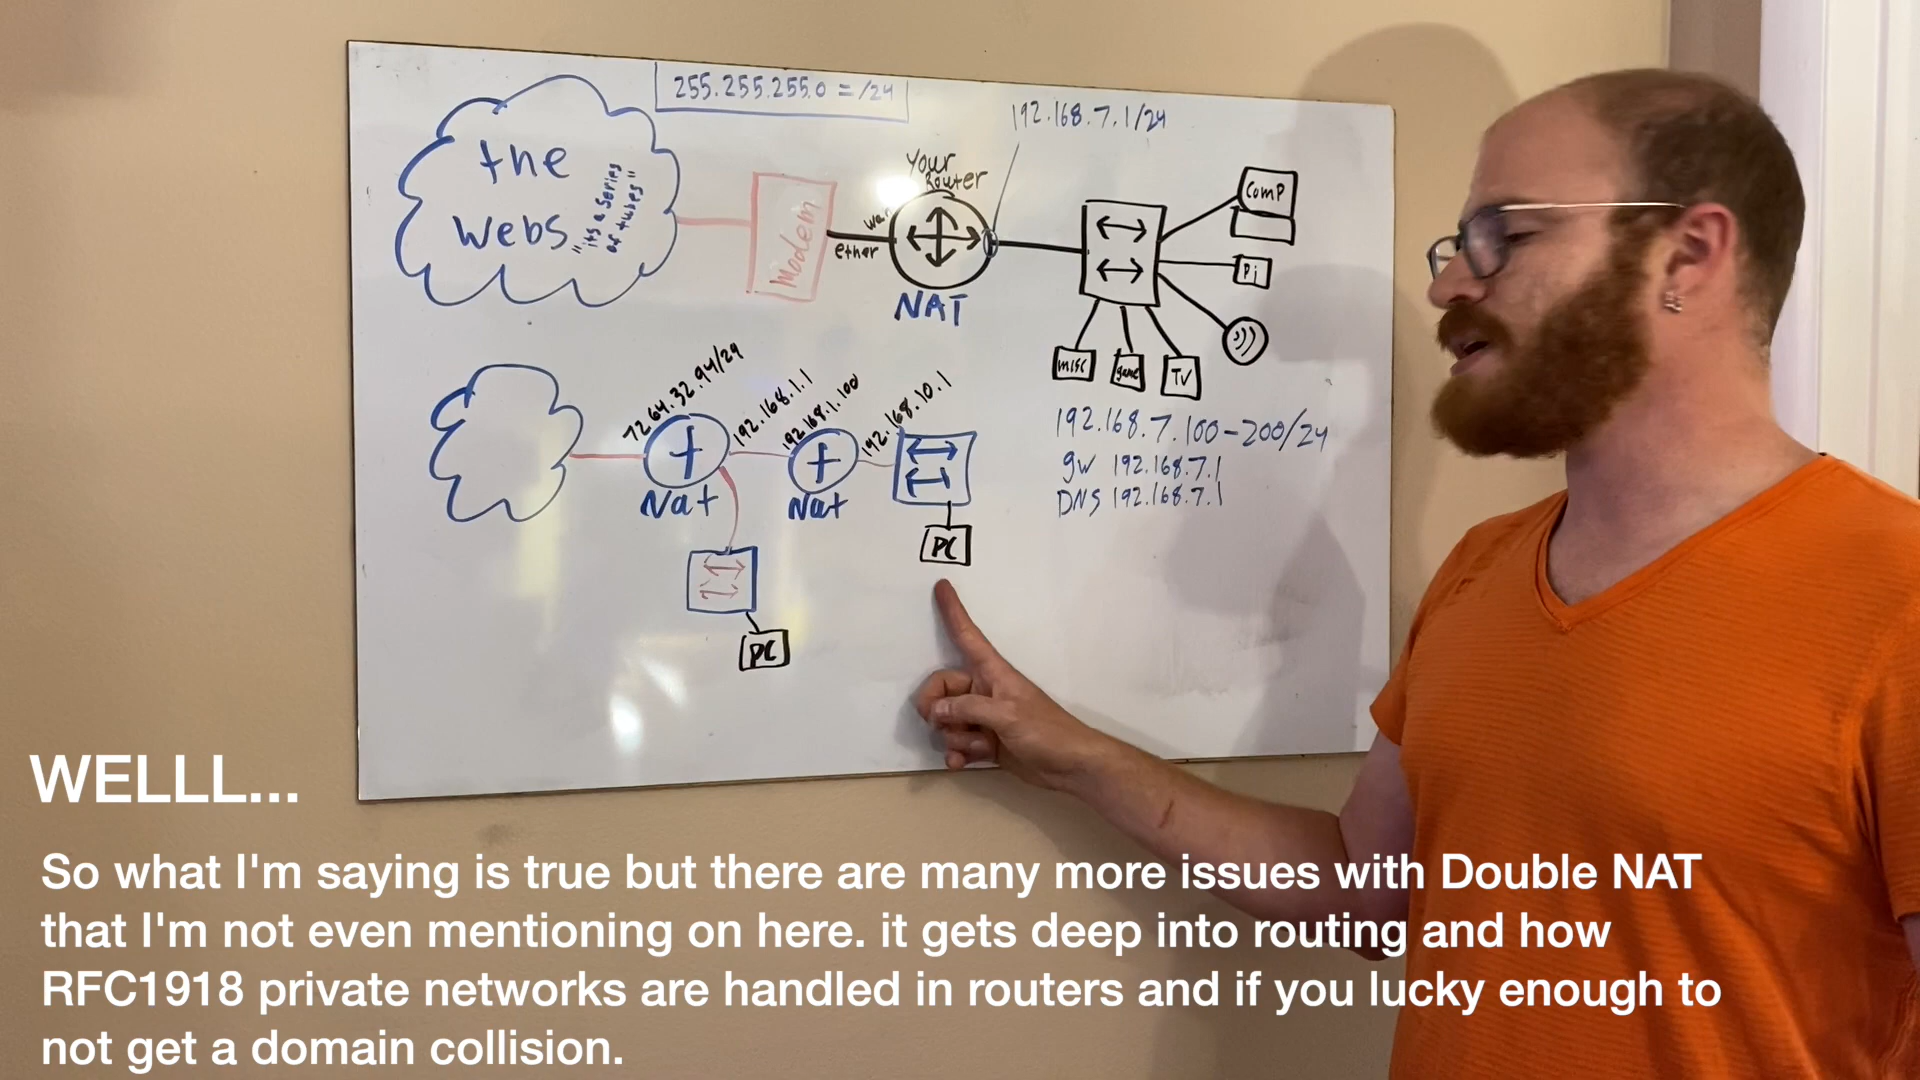 255.255.255.0 = /24
192.168.7.1/24
the
webs
"its a Series
of tubes"
Modem
Your
Router
wan
ether
NAT
Comp
Pi
misc
game
TV
192.168.7.100-200/24
gw 192.168.7.1
DNS 192.168.7.1
72.64.32.94/29
192.168.1.1
192.168.1.100
192.168.10.1
Nat
Nat
PC
PC
WELLL...
So what I'm saying is true but there are many more issues with Double NAT
that I'm not even mentioning on here. it gets deep into routing and how
RFC1918 private networks are handled in routers and if you lucky enough to
not get a domain collision.